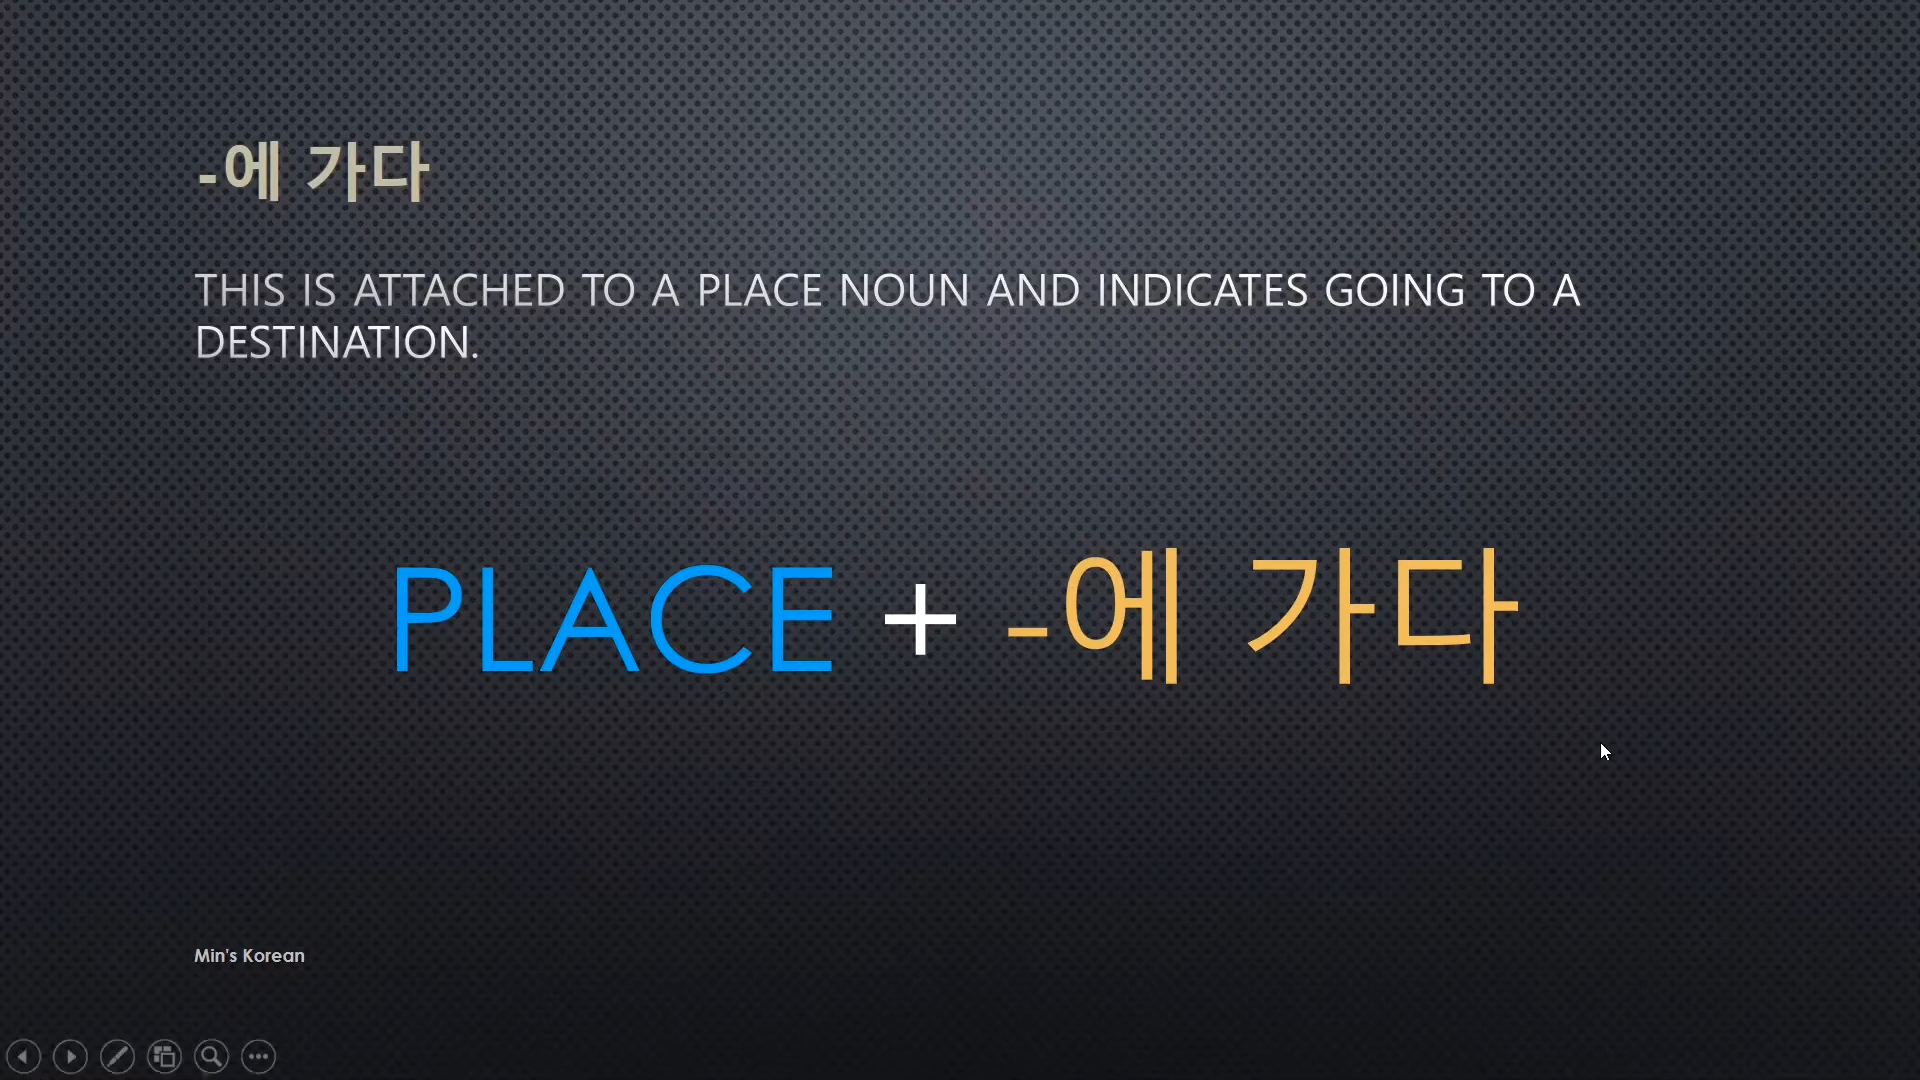 -에 가다
THIS IS ATTACHED TO A PLACE NOUN AND INDICATES GOING TO A
DESTINATION.
PLACE + -에 가다
Min's Korean